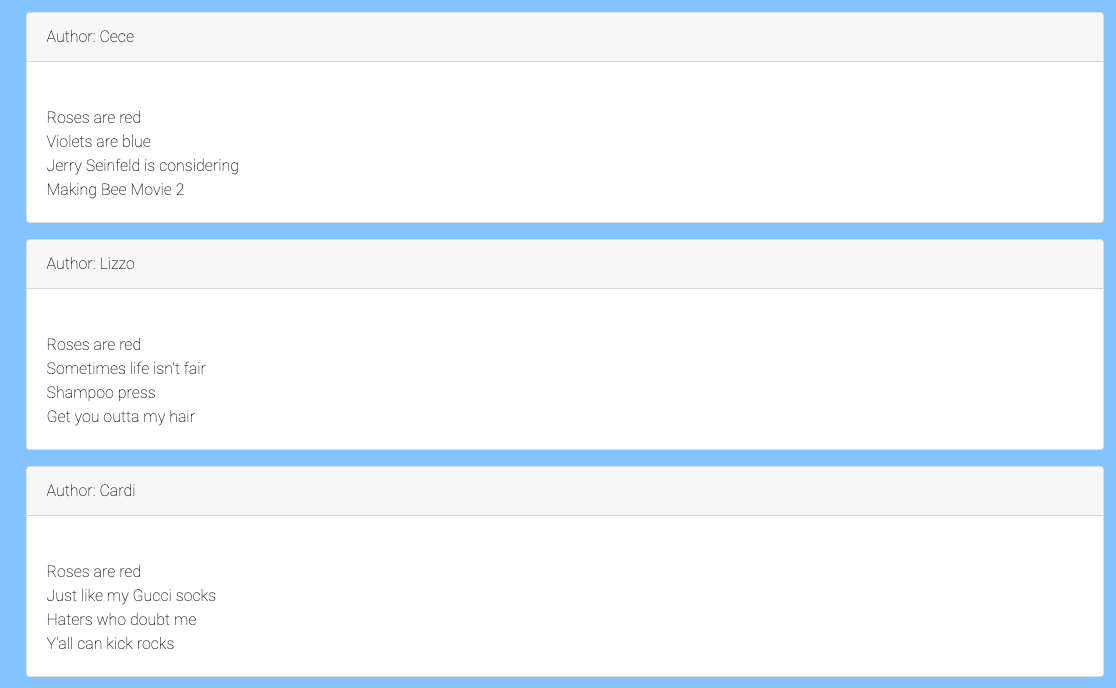 Author: Cece
Roses are red
Violets are blue
Jerry Seinfeld is considering
Making Bee Movie 2
Author: Lizzo
Roses are red
Sometimes life isn't fair
Shampoo press
Get you outta my hair
Author: Cardi
Roses are red
Just like my Gucci socks
Haters who doubt me
Y'all can kick rocks